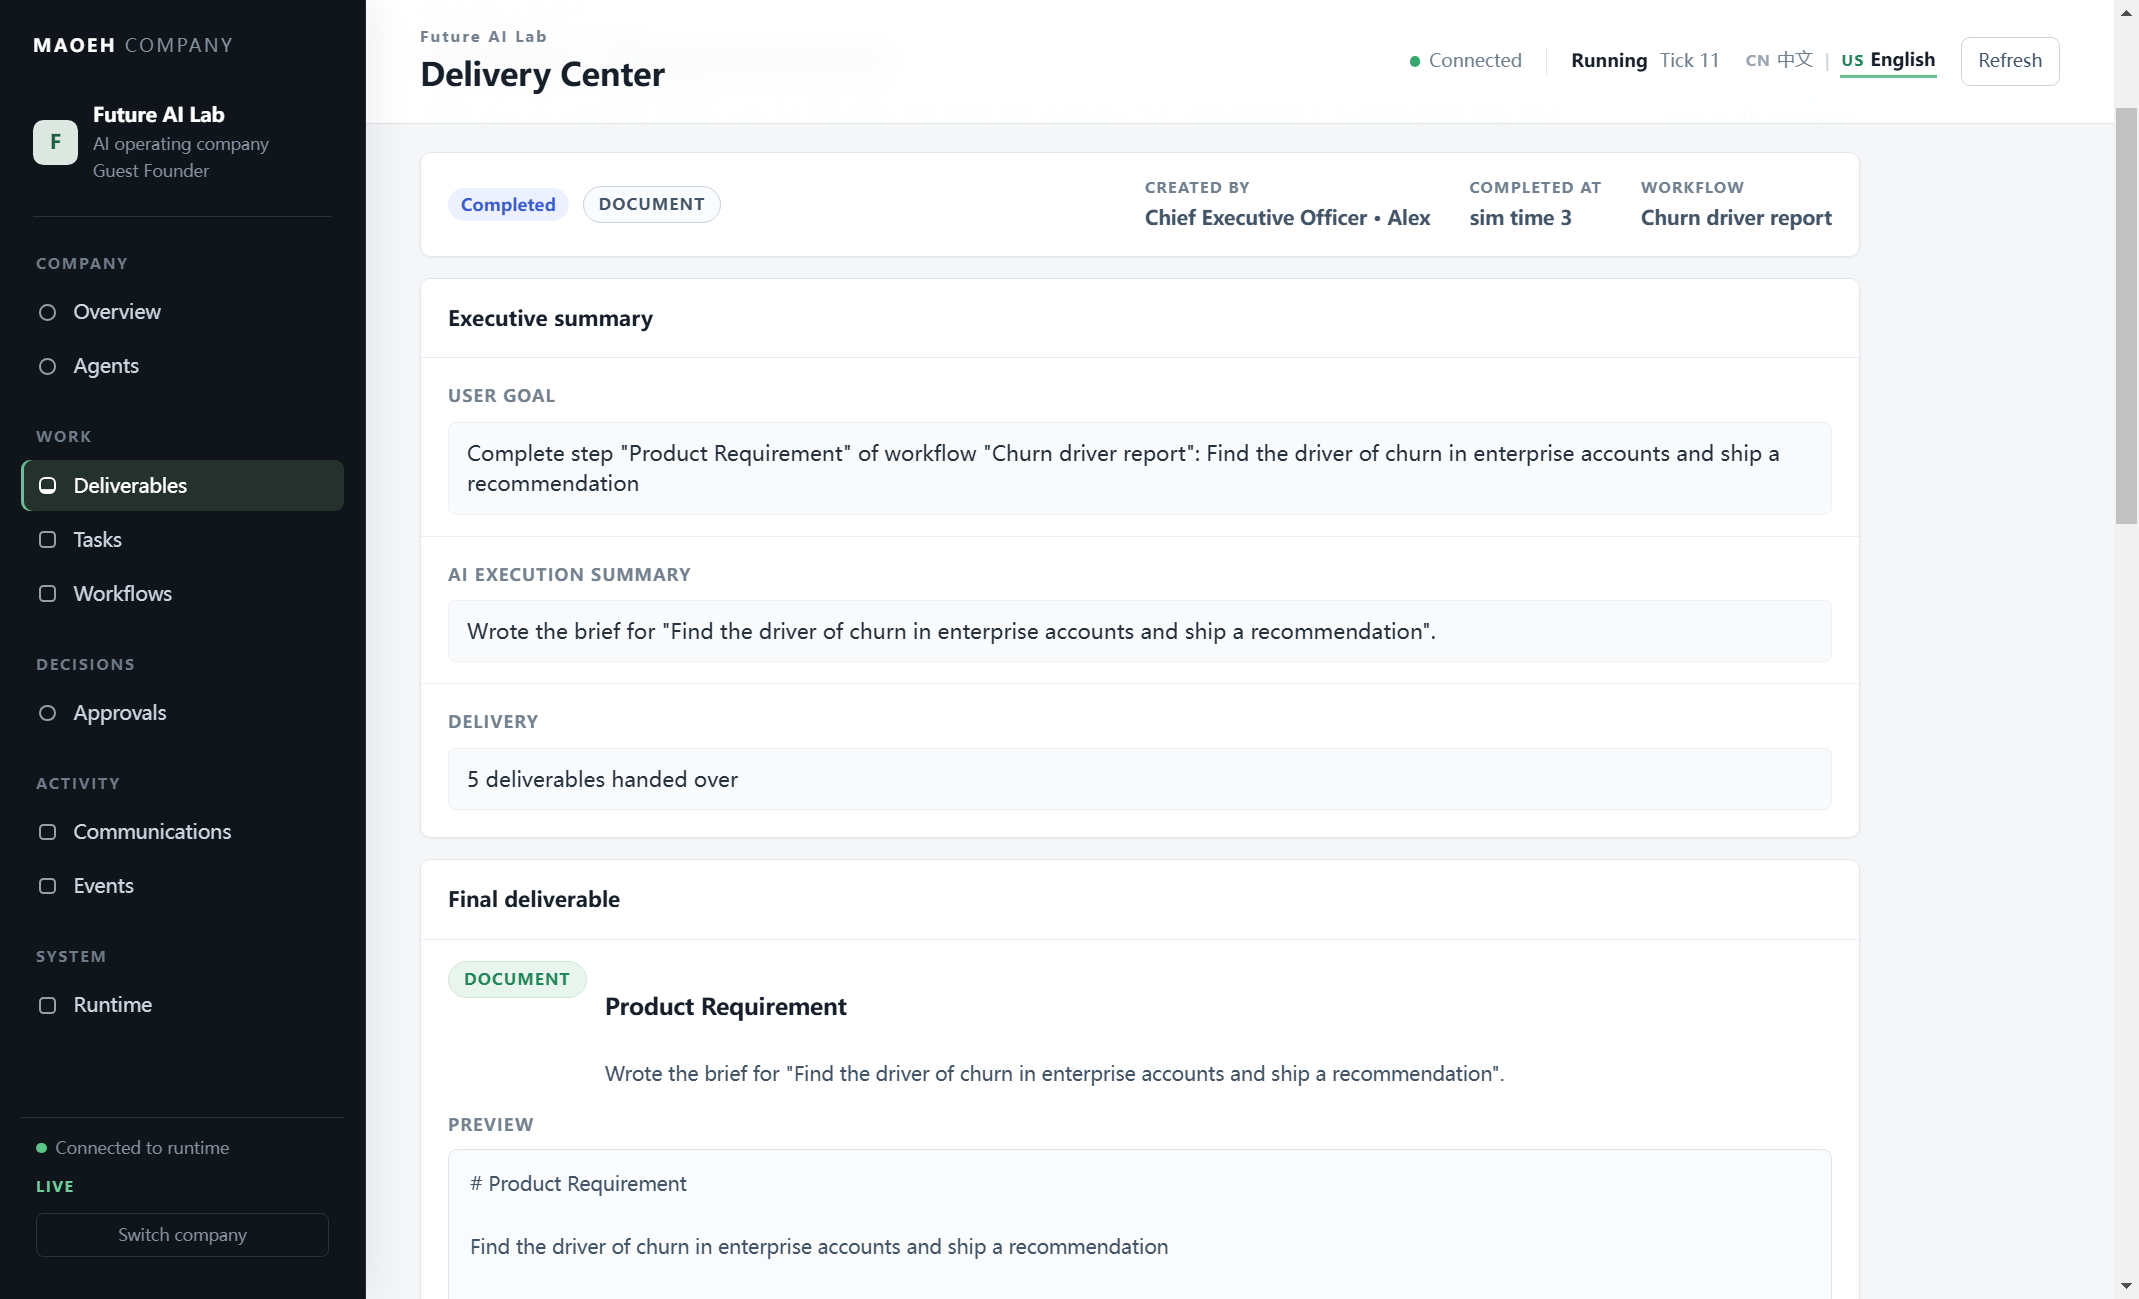 MAOEH COMPANY
F
Future AI Lab
AI operating company
Guest Founder
COMPANY
Overview
Agents
WORK
Deliverables
Tasks
Workflows
DECISIONS
Approvals
ACTIVITY
Communications
Events
SYSTEM
Runtime
Connected to runtime
LIVE
Switch company
Future AI Lab
Delivery Center
Connected
Running Tick 11
CN 中文 | US English
Refresh
Completed
DOCUMENT
CREATED BY
Chief Executive Officer • Alex
COMPLETED AT
sim time 3
WORKFLOW
Churn driver report
Executive summary
USER GOAL
Complete step "Product Requirement" of workflow "Churn driver report": Find the driver of churn in enterprise accounts and ship a
recommendation
AI EXECUTION SUMMARY
Wrote the brief for "Find the driver of churn in enterprise accounts and ship a recommendation".
DELIVERY
5 deliverables handed over
Final deliverable
DOCUMENT
Product Requirement
Wrote the brief for "Find the driver of churn in enterprise accounts and ship a recommendation".
PREVIEW
# Product Requirement
Find the driver of churn in enterprise accounts and ship a recommendation